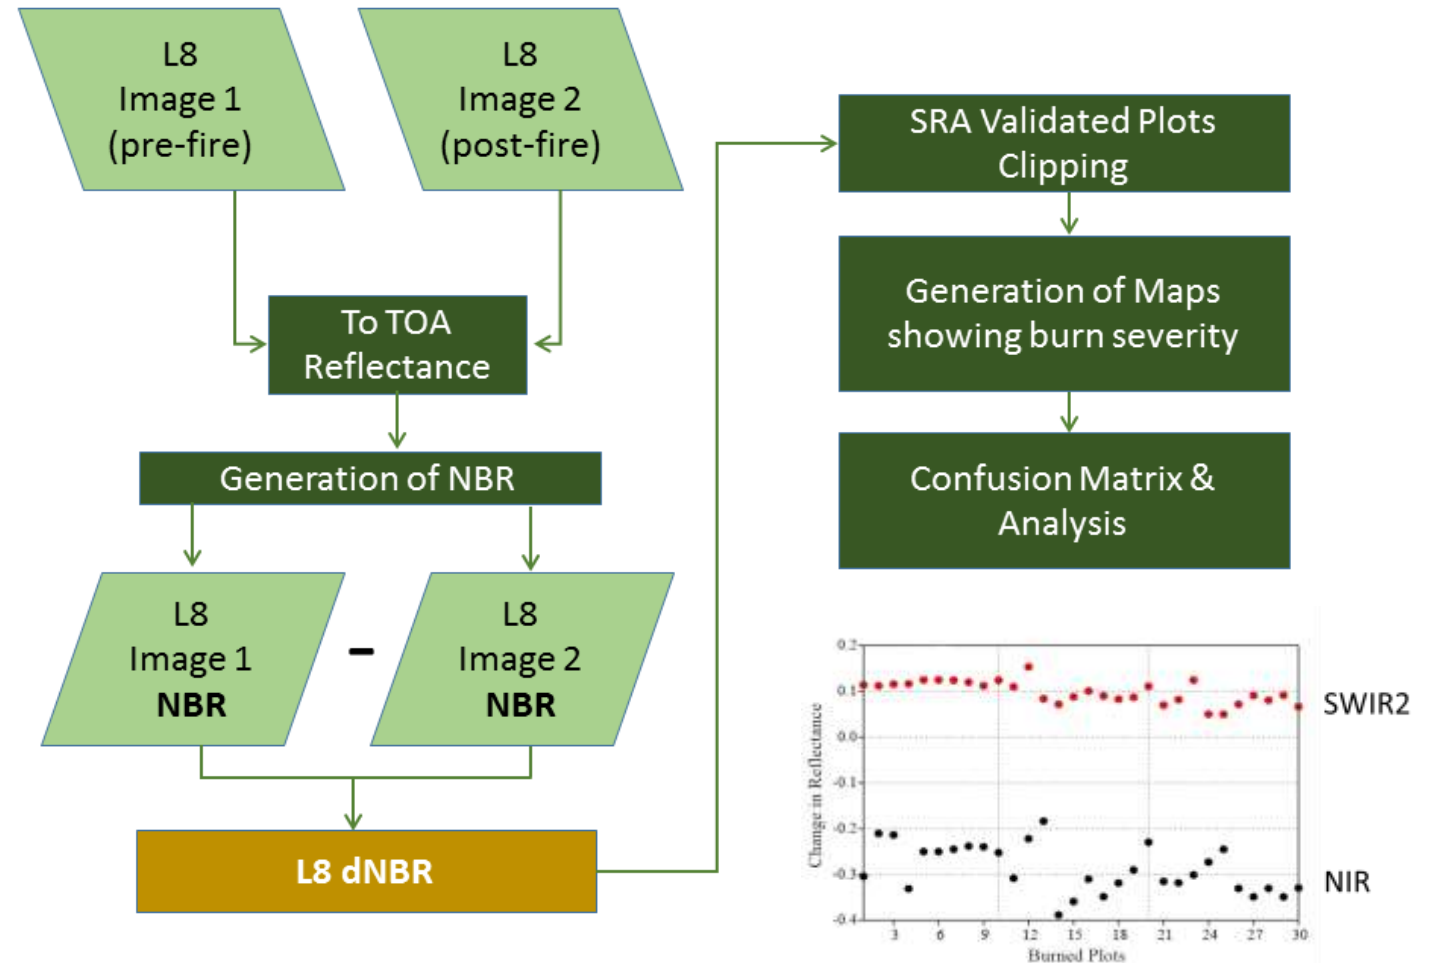 L8
Image 1
(pre-fire)
L8
Image 2
(post-fire)
To TOA
Reflectance
Generation of NBR
L8
Image 1
NBR
-
L8
Image 2
NBR
L8 dNBR
SRA Validated Plots
Clipping
Generation of Maps
showing burn severity
Confusion Matrix &
Analysis
Change in Reflectance
0.2
0.1
0.0
-0.1
-0.2
-0.3
-0.4
3 6 9 12 15 18 21 24 27 30
Burned Plots
SWIR2
NIR